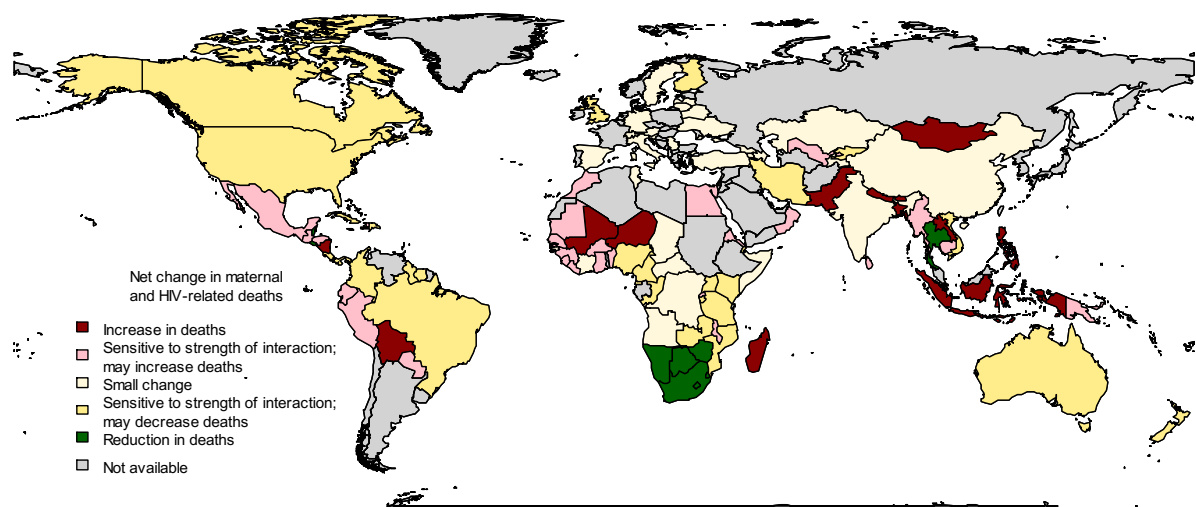 Net change in maternal
and HIV-related deaths
Increase in deaths
Sensitive to strength of interaction;
may increase deaths
Small change
Sensitive to strength of interaction;
may decrease deaths
Reduction in deaths
Not available